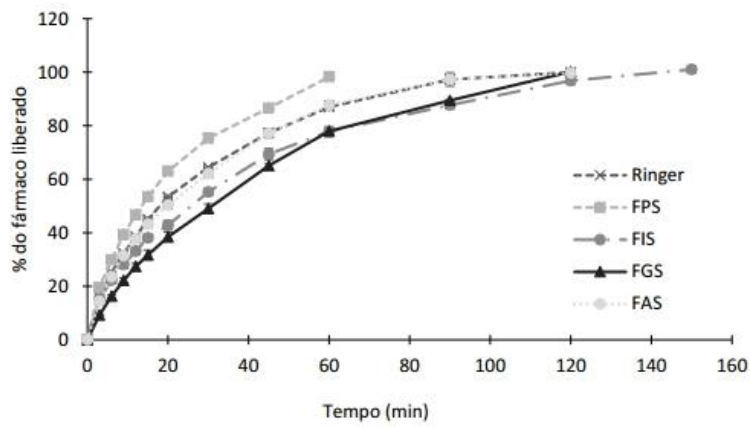 120
100
80
60
40
20
0
% do fármaco liberado
0 20 40 60 80 100 120 140 160
Tempo (min)
Ringer
FPS
FIS
FGS
FAS